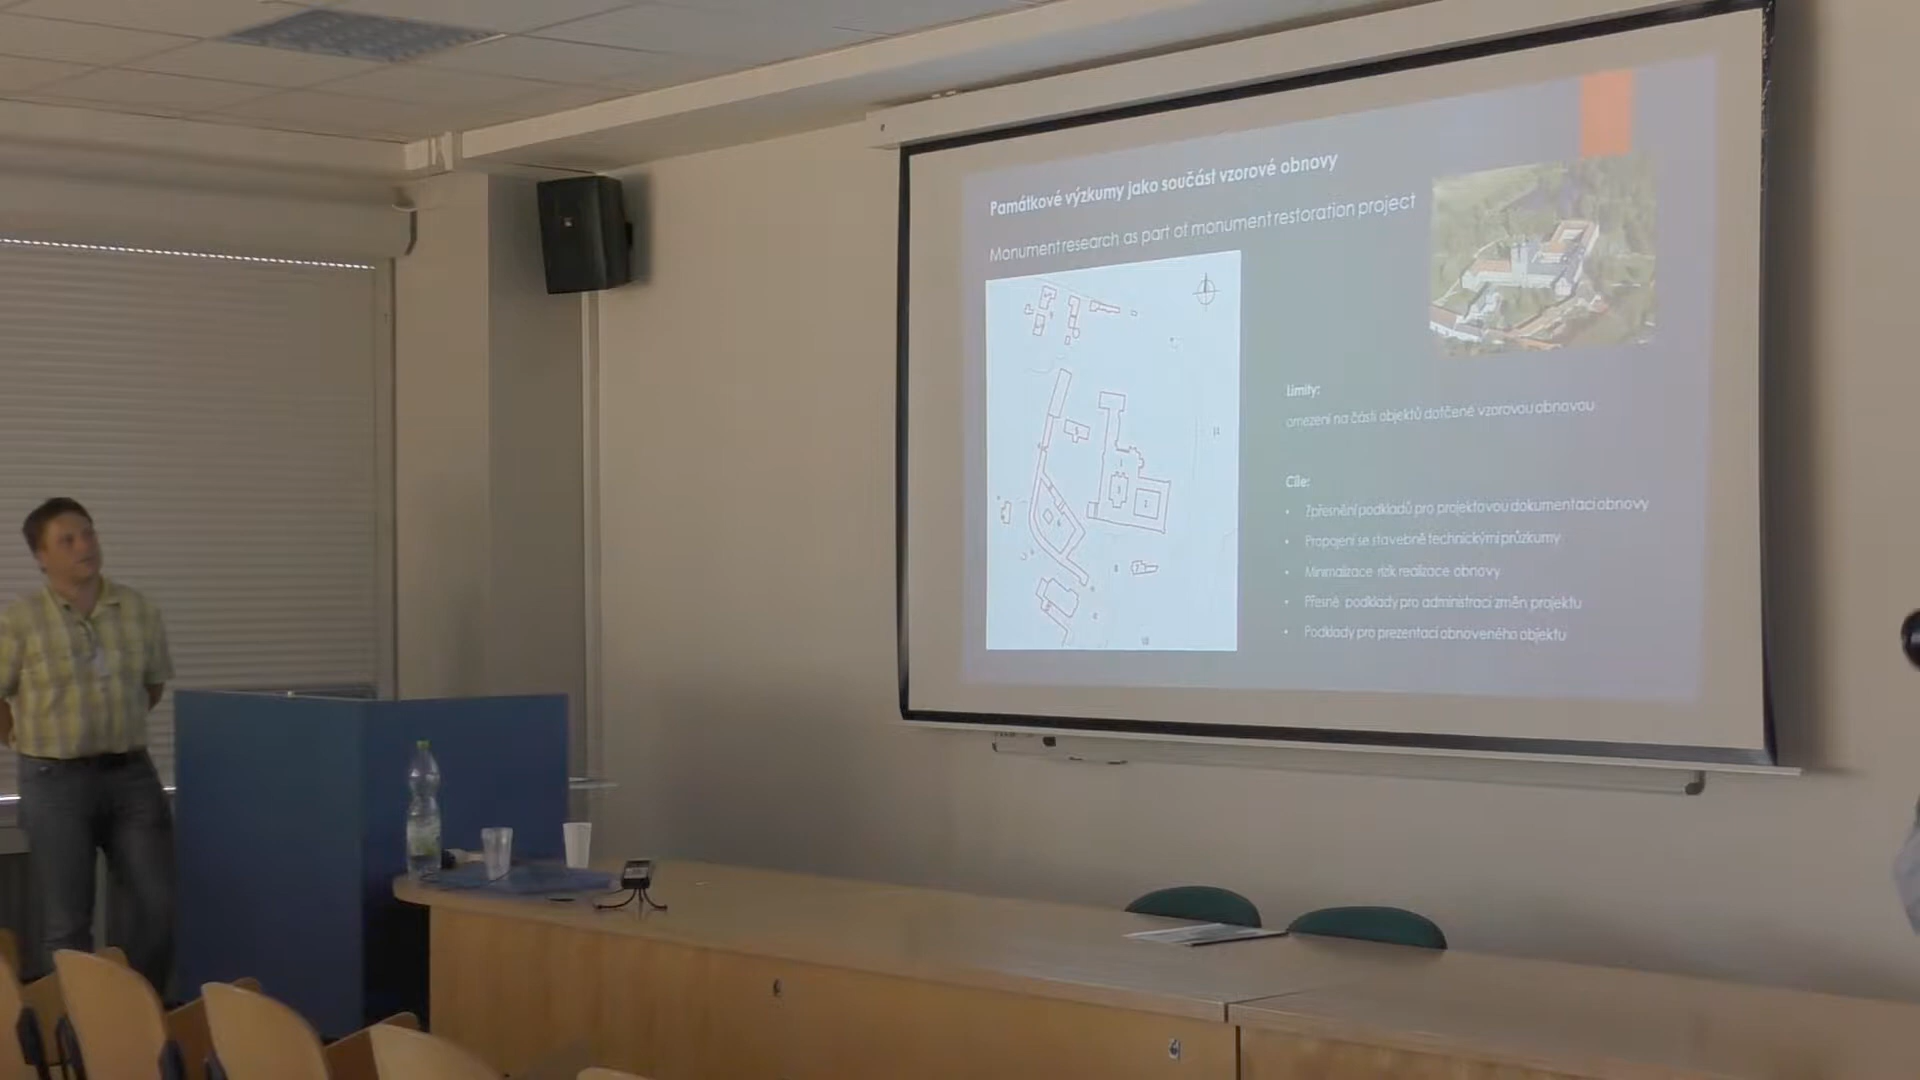 Památkové výzkumy jako součást vzorové obnovy
Monument research as part of monument restoration project
Limity:
omezení na části objektů dotčené vzorovou obnovou
Cíle:
• Zpřesnění podkladů pro projektovou dokumentaci obnovy
• Propojení se stavebně technickými průzkumy
• Minimalizace rizik realizace obnovy
• Přesné podklady pro administraci změn projektu
• Podklady pro prezentaci obnoveného objektu